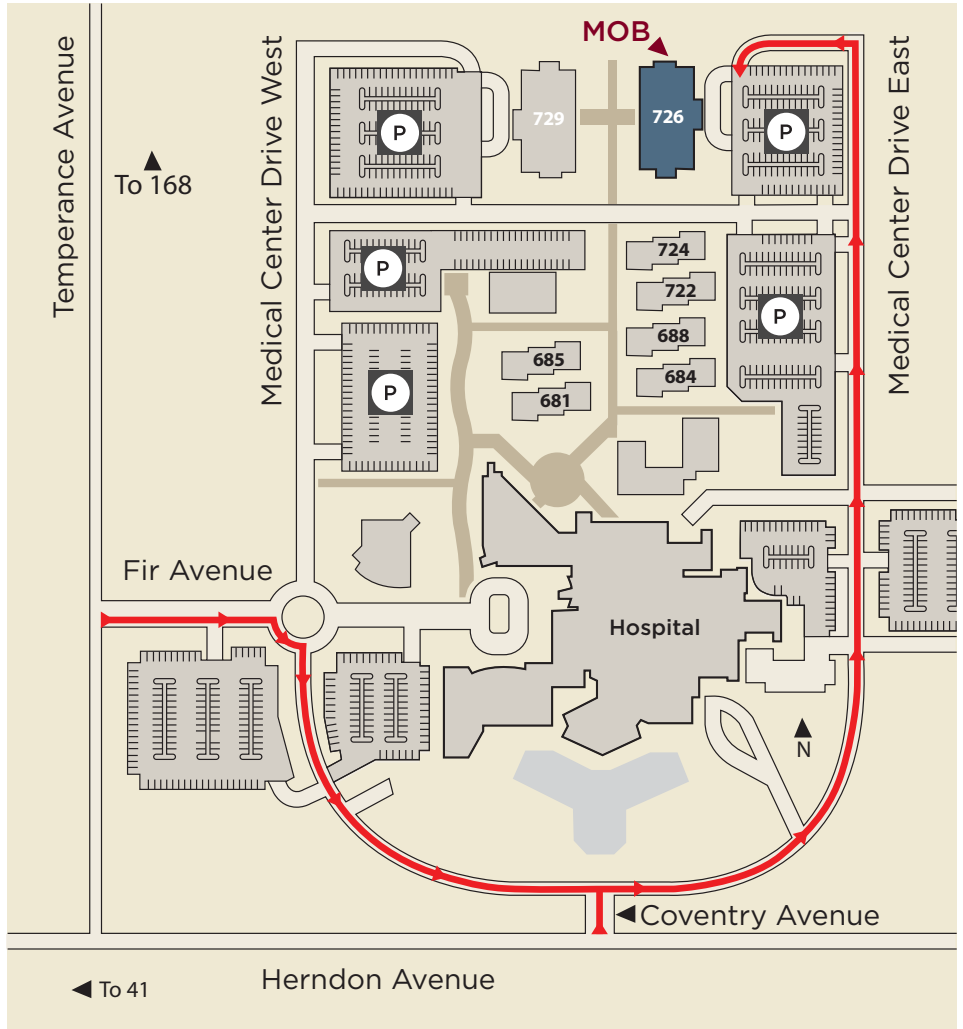 MOB
Temperance Avenue
Medical Center Drive West
Medical Center Drive East
729
726
P
P
To 168
724
P
722
P
688
685
684
P
681
Fir Avenue
Hospital
N
Coventry Avenue
Herndon Avenue
To 41